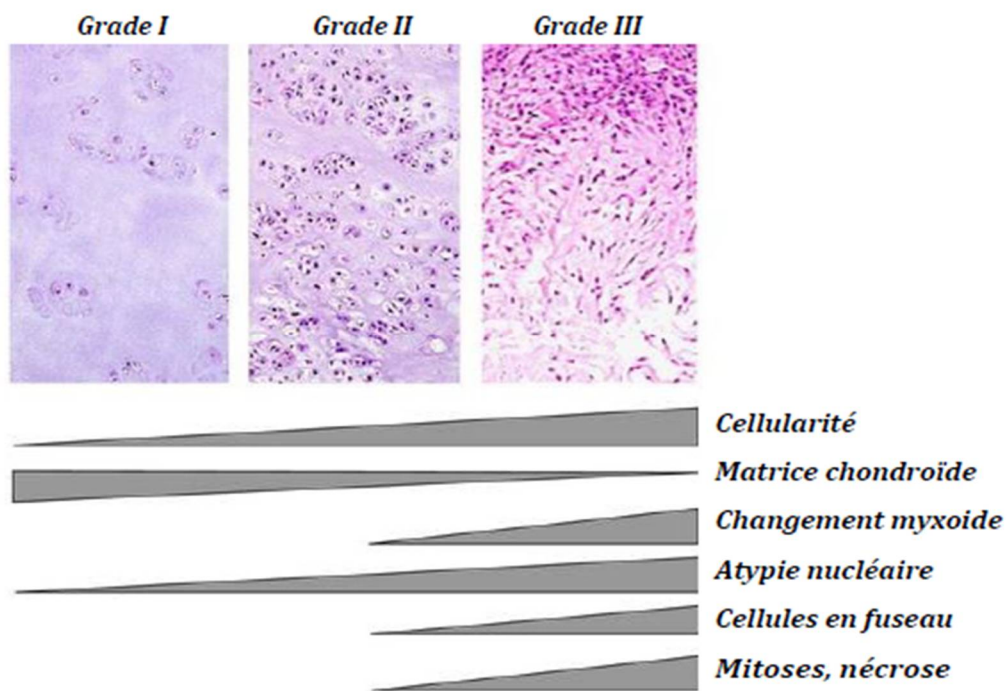 Grade I Grade II Grade III
Cellularité
Matrice chondroïde
Changement myxoide
Atypie nucléaire
Cellules en fuseau
Mitoses, nécrose